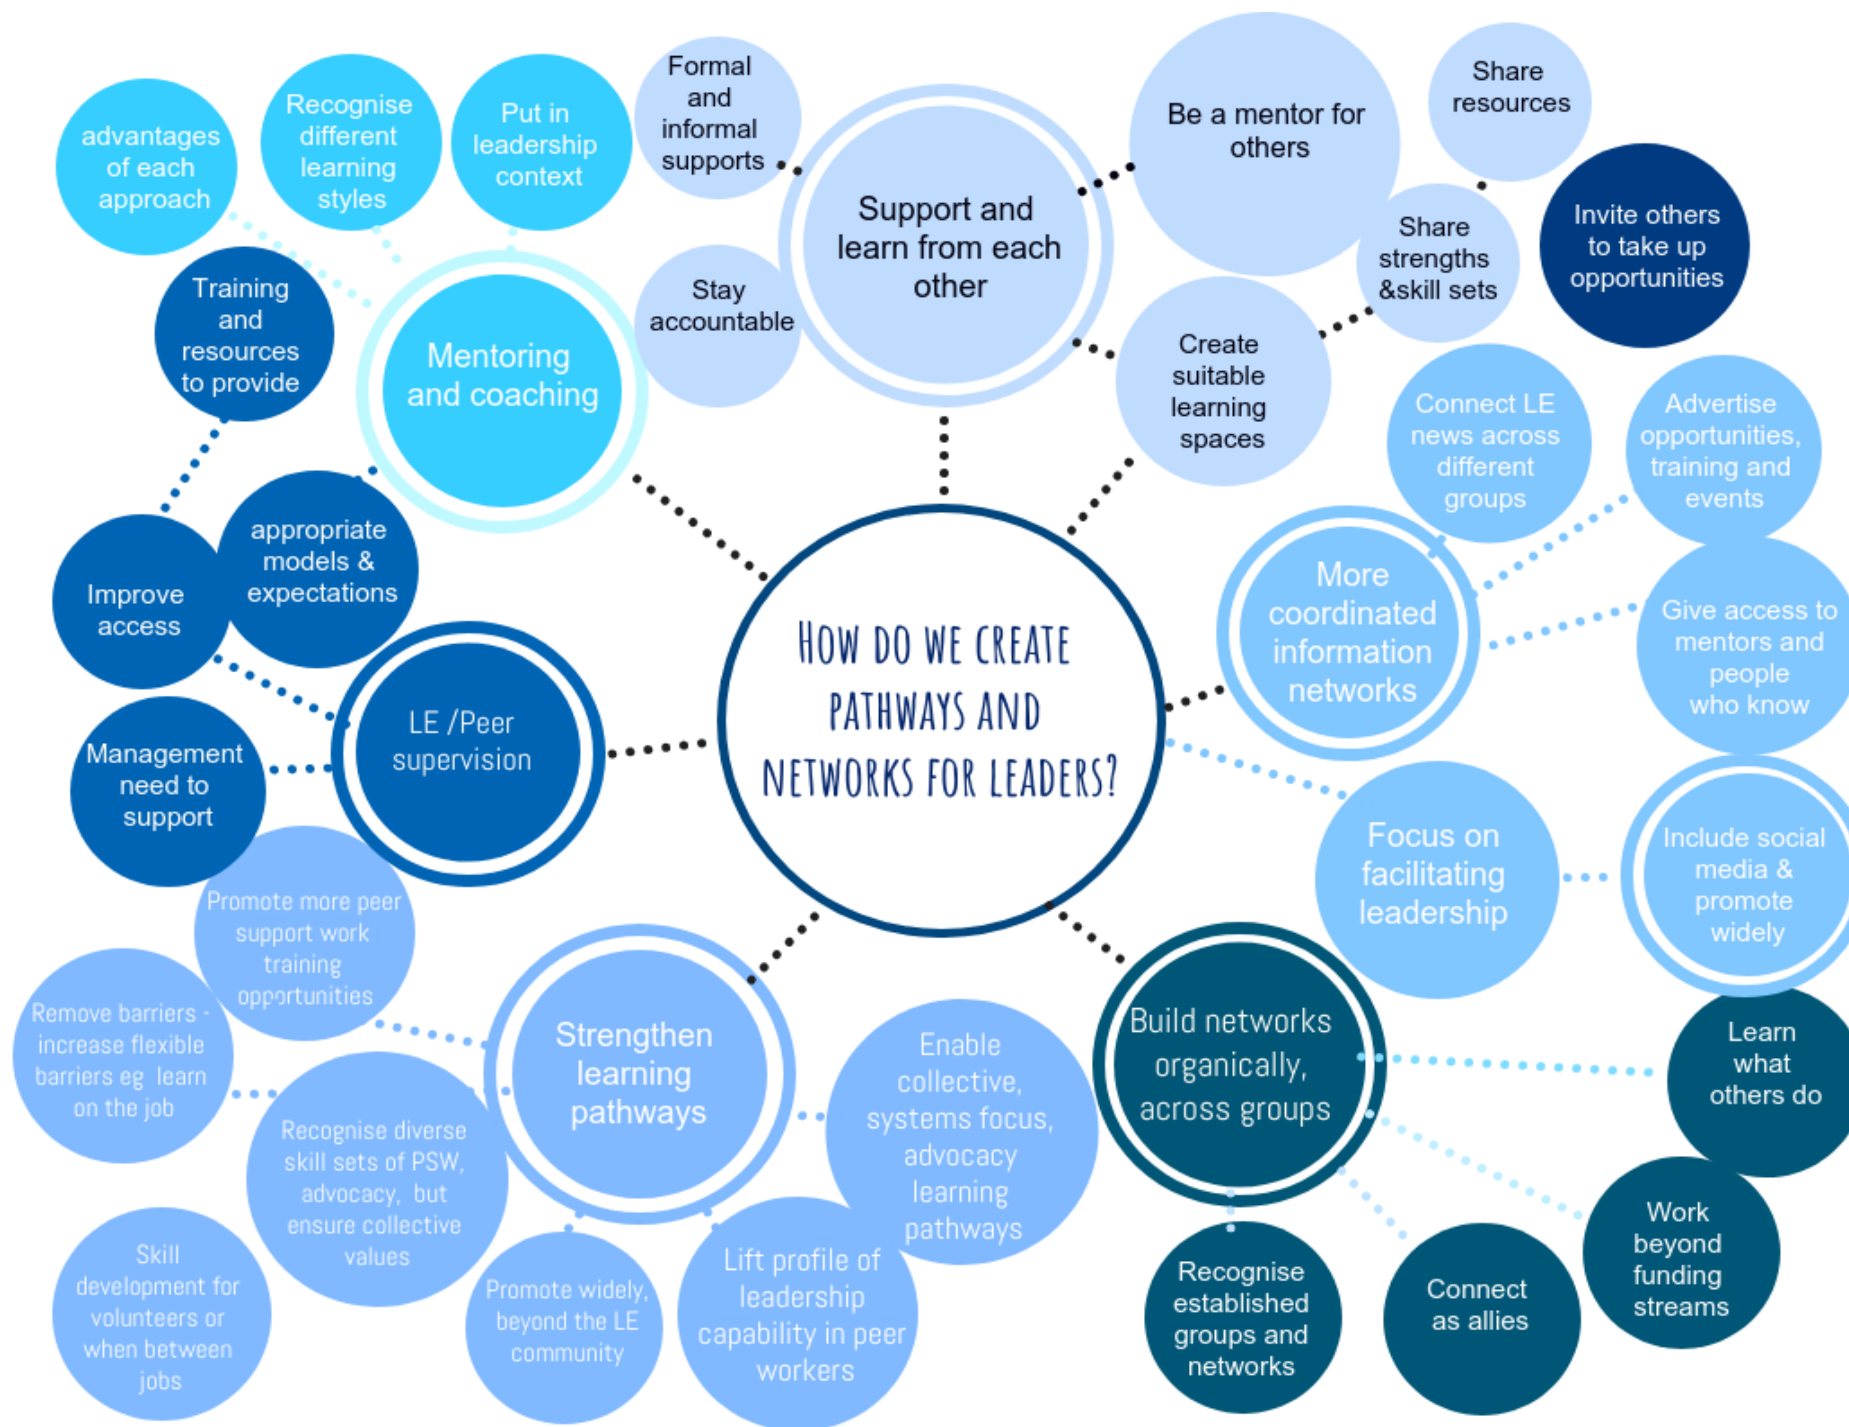 Formal
and
informal
supports
Be a mentor for
others
Share
resources
advantages
of each
approach
Recognise
different
learning
styles
Put in
leadership
context
Support and
learn from each
other
Share
strengths
&skill sets
Invite others
to take up
opportunities
Training
and
resources
to provide
Mentoring
and coaching
Stay
accountable
Create
suitable
learning
spaces
Connect LE
news across
different
groups
Advertise
opportunities,
training and
events
appropriate
models &
expectations
Improve
access
More
coordinated
information
networks
Give access to
mentors and
people
who know
How do we create
pathways and
networks for leaders?
LE /Peer
supervision
Management
need to
support
Focus on
facilitating
leadership
Include social
media &
promote
widely
Promote more peer
support work
training
opportunities
Remove barriers -
increase flexible
barriers eg learn
on the job
Strengthen
learning
pathways
Enable
collective,
systems focus,
advocacy
learning
pathways
Build networks
organically,
across groups
Learn
what
others do
Recognise diverse
skill sets of PSW,
advocacy, but
ensure collective
values
Skill
development for
volunteers or
when between
jobs
Promote widely,
beyond the LE
community
Lift profile of
leadership
capability in peer
workers
Recognise
established
groups and
networks
Connect
as allies
Work
beyond
funding
streams